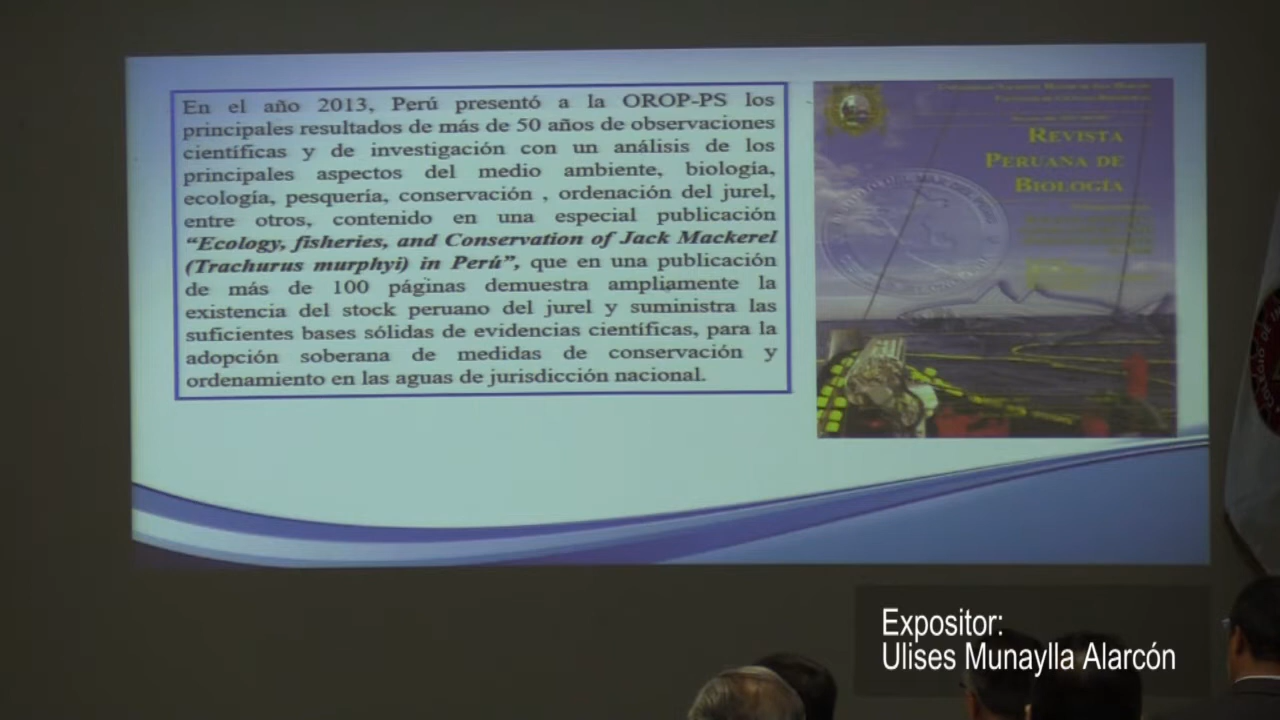 En el año 2013, Perú presentó a la OROP-PS los
principales resultados de más de 50 años de observaciones
científicas y de investigación con un análisis de los
principales aspectos del medio ambiente, biología,
ecología, pesquería, conservación , ordenación del jurel,
entre otros, contenido en una especial publicación
“Ecology, fisheries, and Conservation of Jack Mackerel
(Trachurus murphyi) in Perú”, que en una publicación
de más de 100 páginas demuestra ampliamente la
existencia del stock peruano del jurel y suministra las
suficientes bases sólidas de evidencias científicas, para la
adopción soberana de medidas de conservación y
ordenamiento en las aguas de jurisdicción nacional.
REVISTA
PERUANA DE
BIOLOGÍA
Expositor:
Ulises Munaylla Alarcón